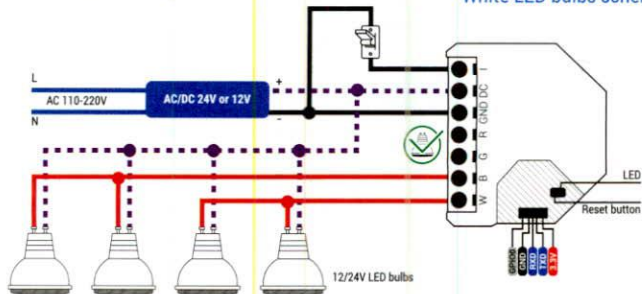 White LED bulbs
L
AC 110-220V
N
AC/DC 24V or 12V
+
-
I
DC
GND
R
G
B
W
LED
Reset button
GPIO0
GND
RXD
TXD
3.3V
12/24V LED bulbs